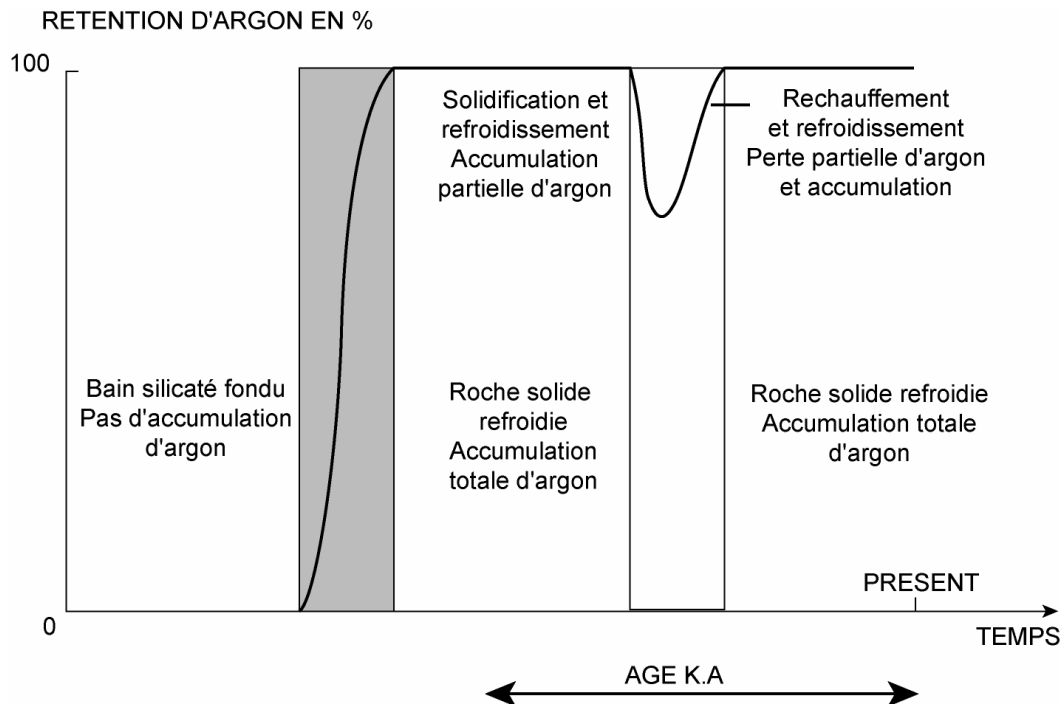 RETENTION D'ARGON EN %
100
Solidification et
refroidissement
Accumulation
partielle d'argon
Rechauffement
et refroidissement
Perte partielle d'argon
et accumulation
Bain silicaté fondu
Pas d'accumulation
d'argon
Roche solide
refroidie
Accumulation
totale d'argon
Roche solide refroidie
Accumulation totale
d'argon
PRESENT
0
TEMPS
AGE K.A